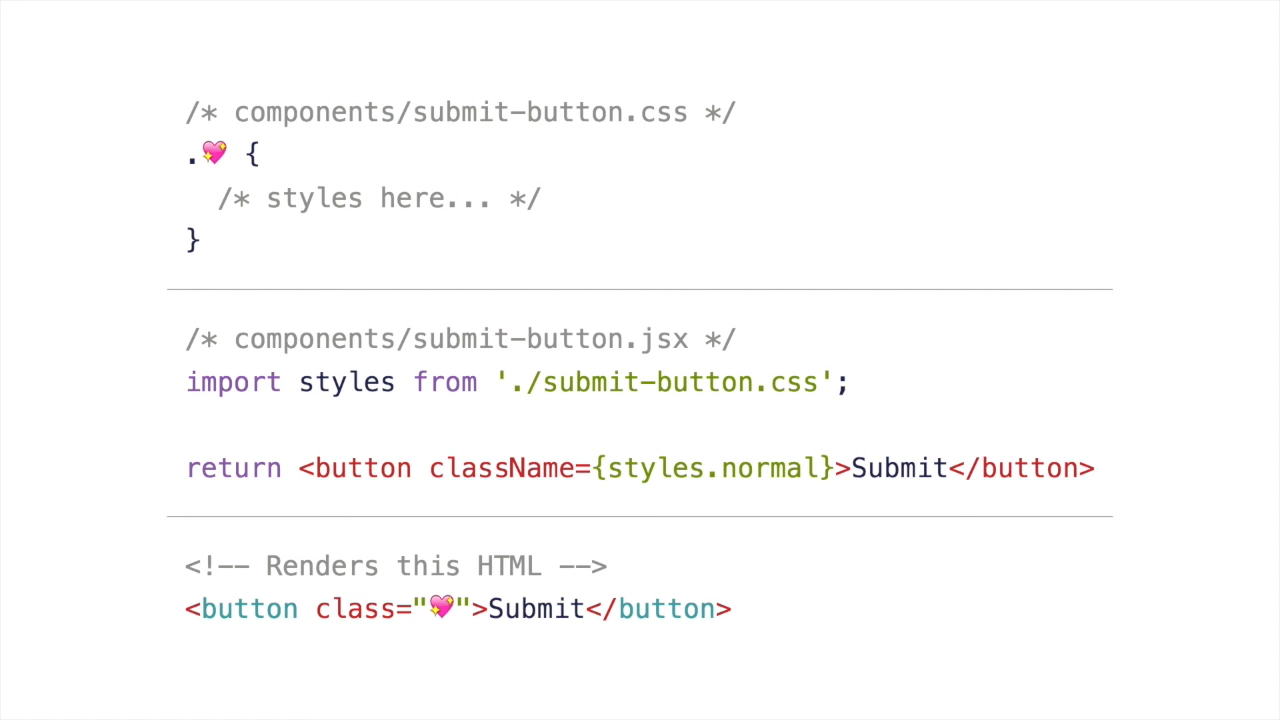 /* components/submit-button.css */
.💖 {
  /* styles here... */
}
/* components/submit-button.jsx */
import styles from './submit-button.css';
return <button className={styles.normal}>Submit</button>
<!-- Renders this HTML -->
<button class="💖">Submit</button>